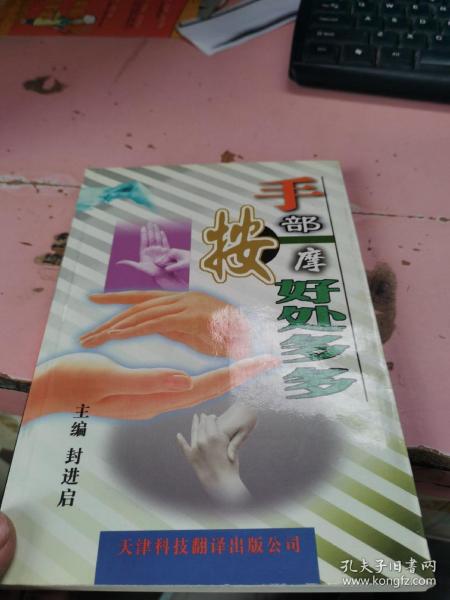 手部按摩好处多多
主编 封进启
天津科技翻译出版公司
孔夫子旧书网
www.kongfz.com